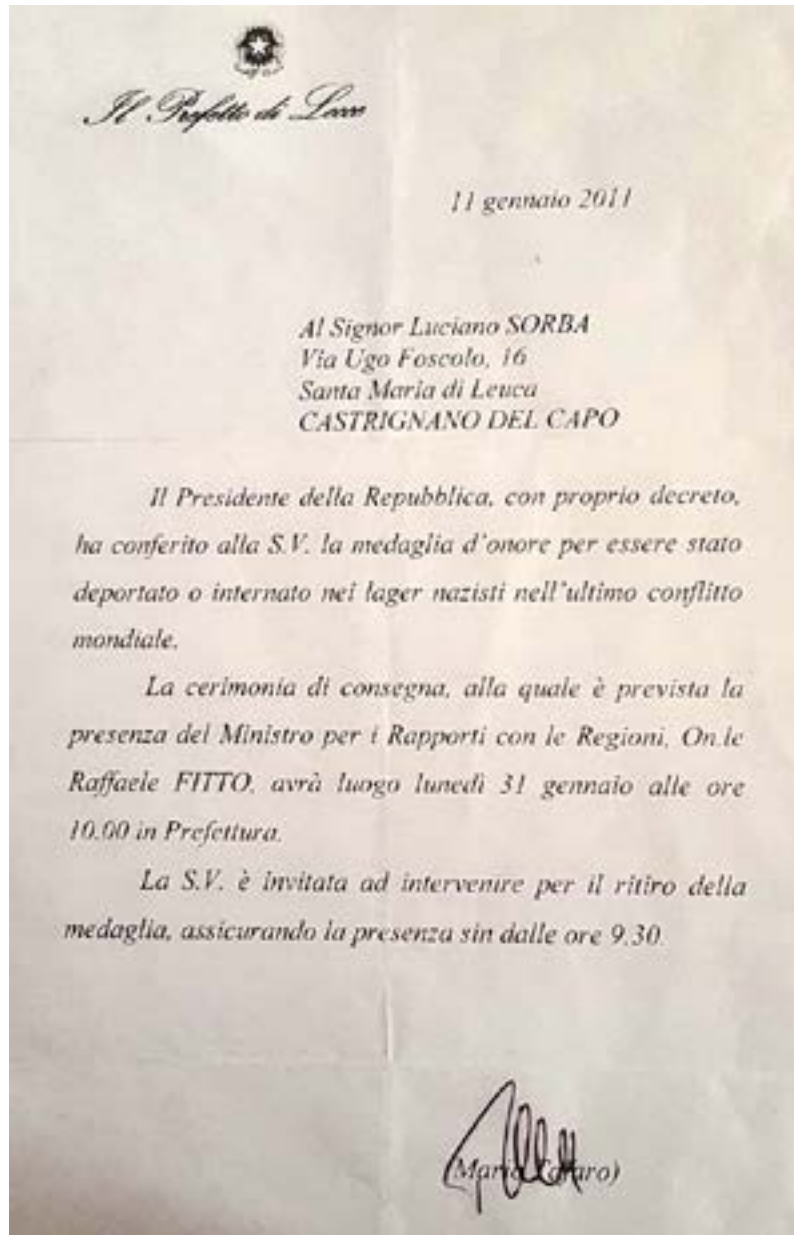 Il Prefetto di Lecce
11 gennaio 2011
Al Signor Luciano SORBA
Via Ugo Foscolo, 16
Santa Maria di Leuca
CASTRIGNANO DEL CAPO
Il Presidente della Repubblica, con proprio decreto,
ha conferito alla S.V. la medaglia d'onore per essere stato
deportato o internato nei lager nazisti nell'ultimo conflitto
mondiale.
La cerimonia di consegna, alla quale è prevista la
presenza del Ministro per i Rapporti con le Regioni, On.le
Raffaele FITTO, avrà luogo lunedì 31 gennaio alle ore
10.00 in Prefettura.
La S.V. è invitata ad intervenire per il ritiro della
medaglia, assicurando la presenza sin dalle ore 9.30.
(Mario